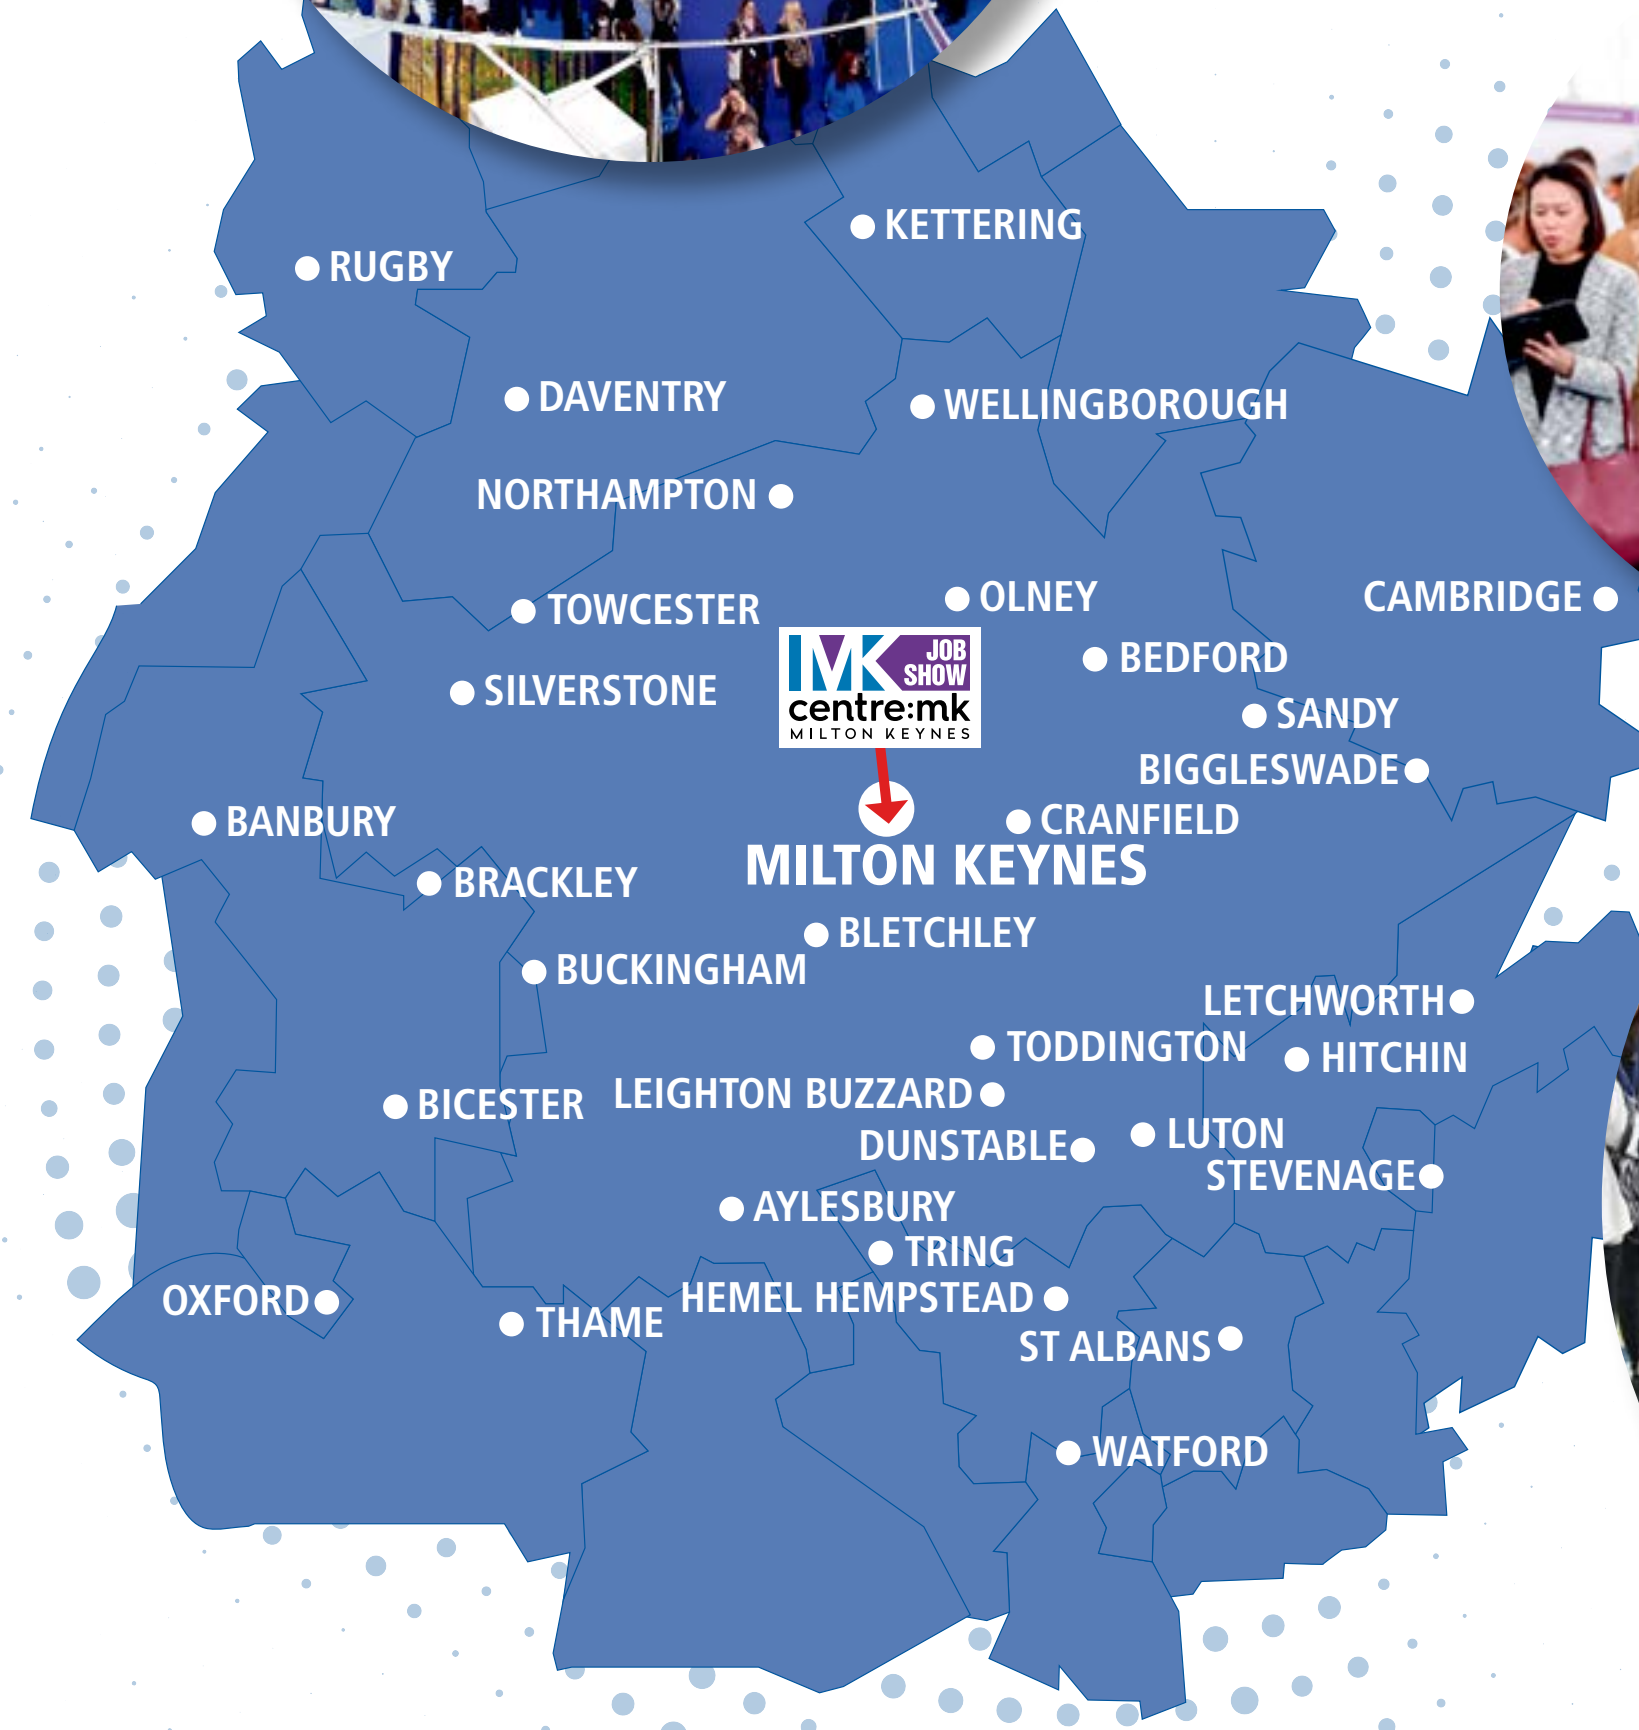 KETTERING
RUGBY
DAVENTRY
WELLINGBOROUGH
NORTHAMPTON
OLNEY
CAMBRIDGE
TOWCESTER
MK JOB
SHOW
centre:mk
MILTON KEYNES
BEDFORD
SILVERSTONE
SANDY
BIGGLESWADE
BANBURY
CRANFIELD
MILTON KEYNES
BRACKLEY
BLETCHLEY
BUCKINGHAM
LETCHWORTH
TODDINGTON
HITCHIN
LEIGHTON BUZZARD
BICESTER
LUTON
DUNSTABLE
STEVENAGE
AYLESBURY
TRING
HEMEL HEMPSTEAD
OXFORD
THAME
ST ALBANS
WATFORD